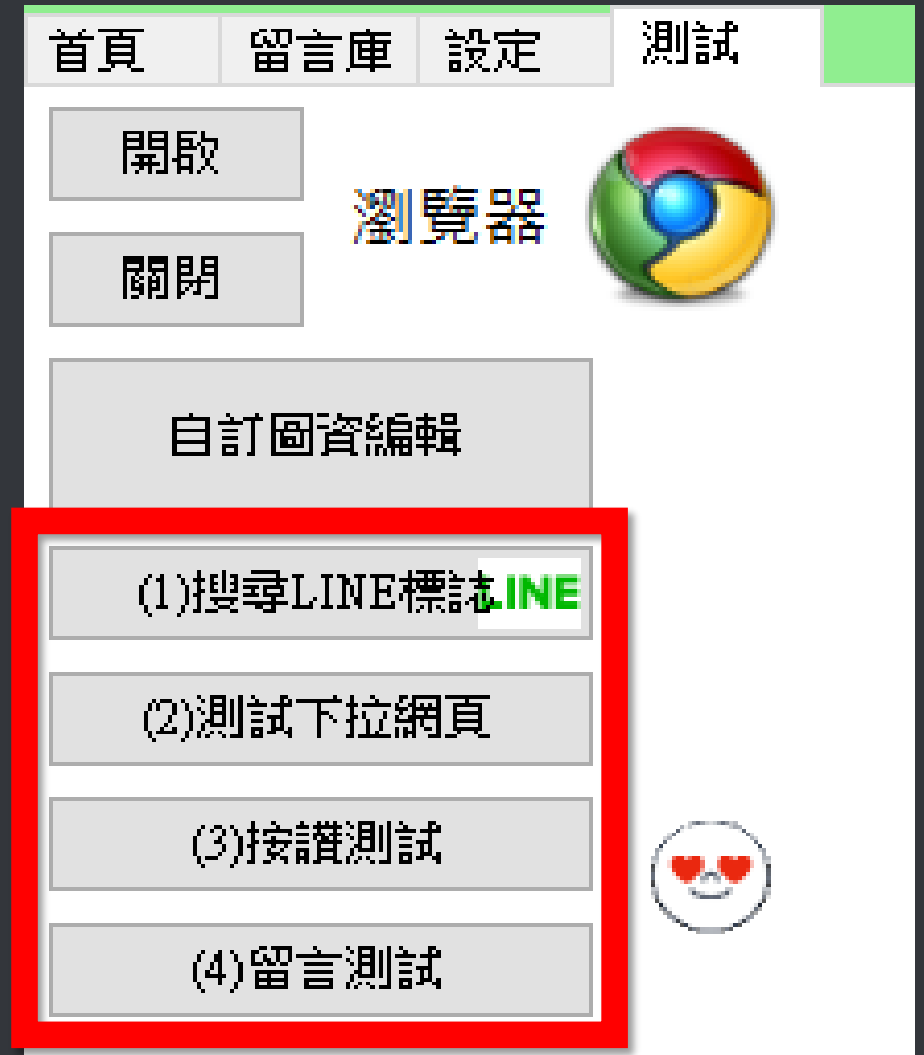 首頁 留言庫 設定 測試
開啟
瀏覽器
關閉
自訂圖資編輯
(1)搜尋LINE標誌 LINE
(2)測試下拉網頁
(3)按讚測試
(4)留言測試